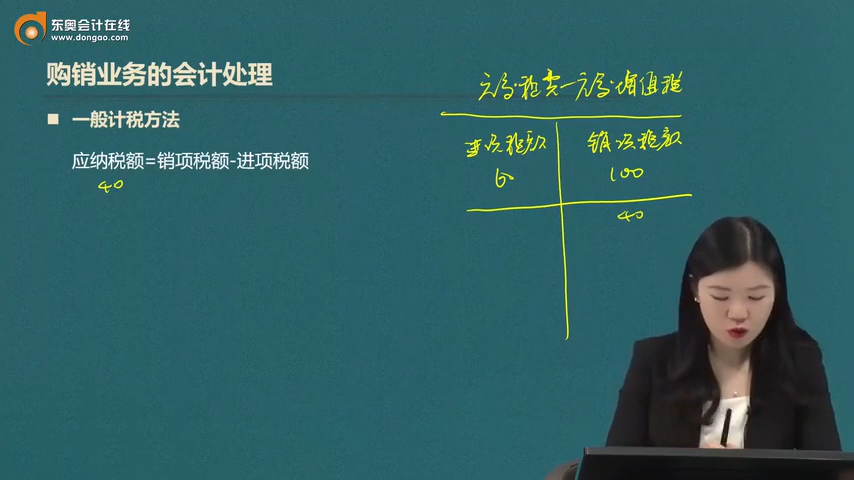 东奥会计在线
www.dongao.com
购销业务的会计处理
一般计税方法
应纳税额=销项税额-进项税额
40
应交税费—应交增值税
进项税额 销项税额
60 100
40